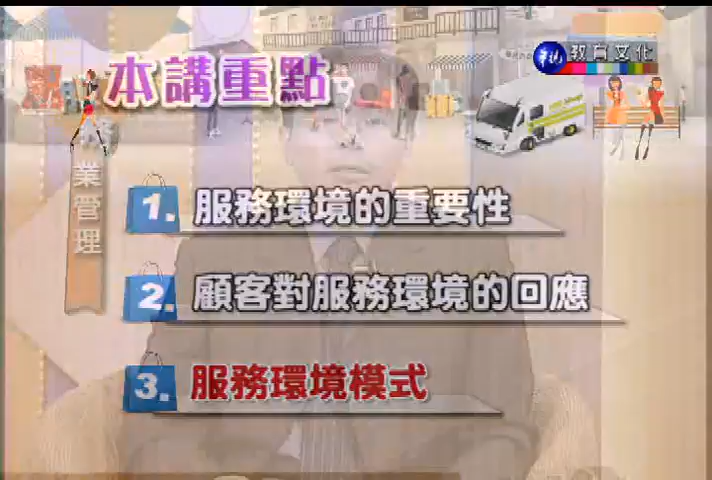 本講重點
華視 教育文化
業管理
1. 服務環境的重要性
2. 顧客對服務環境的回應
3. 服務環境模式